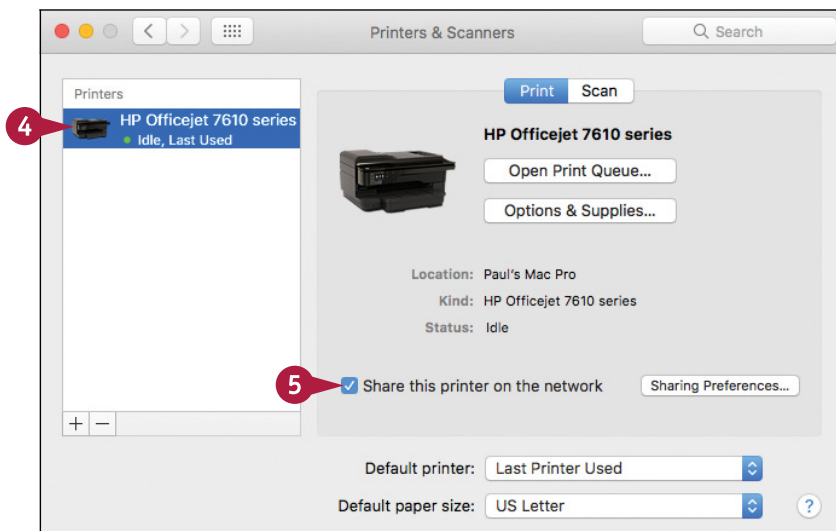 Printers & Scanners
Search
Printers
4
HP Officejet 7610 series
Idle, Last Used
Print Scan
HP Officejet 7610 series
Open Print Queue...
Options & Supplies...
Location: Paul's Mac Pro
Kind: HP Officejet 7610 series
Status: Idle
5
Share this printer on the network
Sharing Preferences...
+ −
Default printer: Last Printer Used
Default paper size: US Letter
?